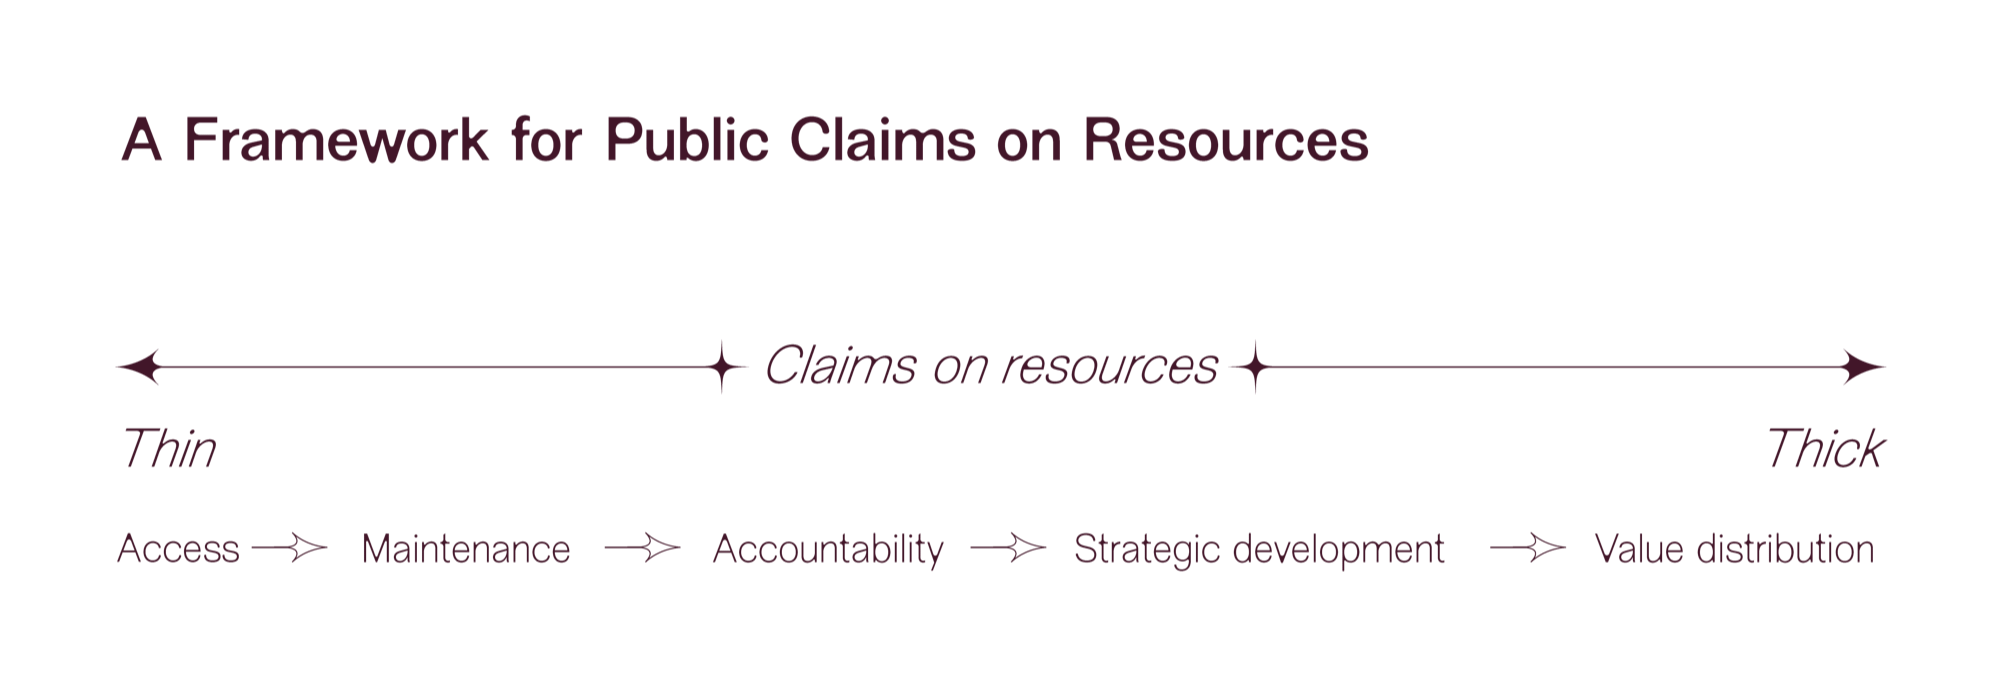 A Framework for Public Claims on Resources
Claims on resources
Thin Thick
Access Maintenance Accountability Strategic development Value distribution